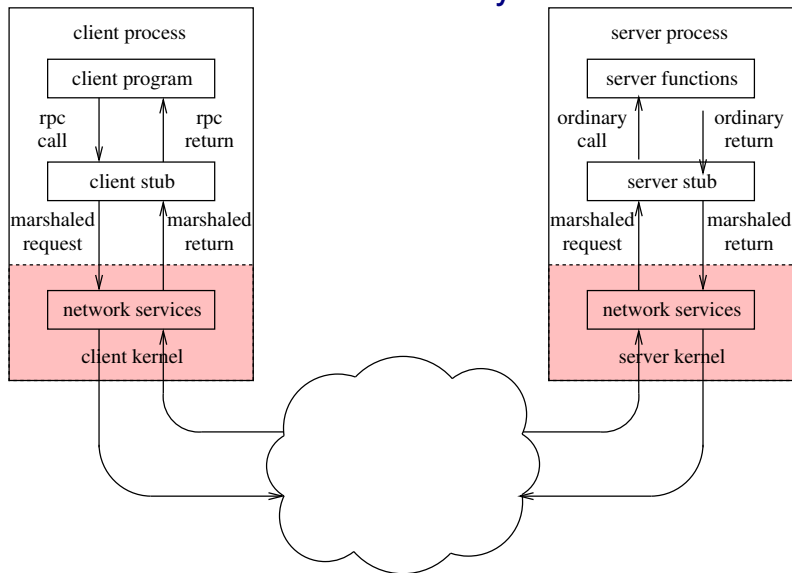 client process
client program
rpc
call
rpc
return
client stub
marshaled
request
marshaled
return
network services
client kernel
server process
server functions
ordinary
call
ordinary
return
server stub
marshaled
request
marshaled
return
network services
server kernel